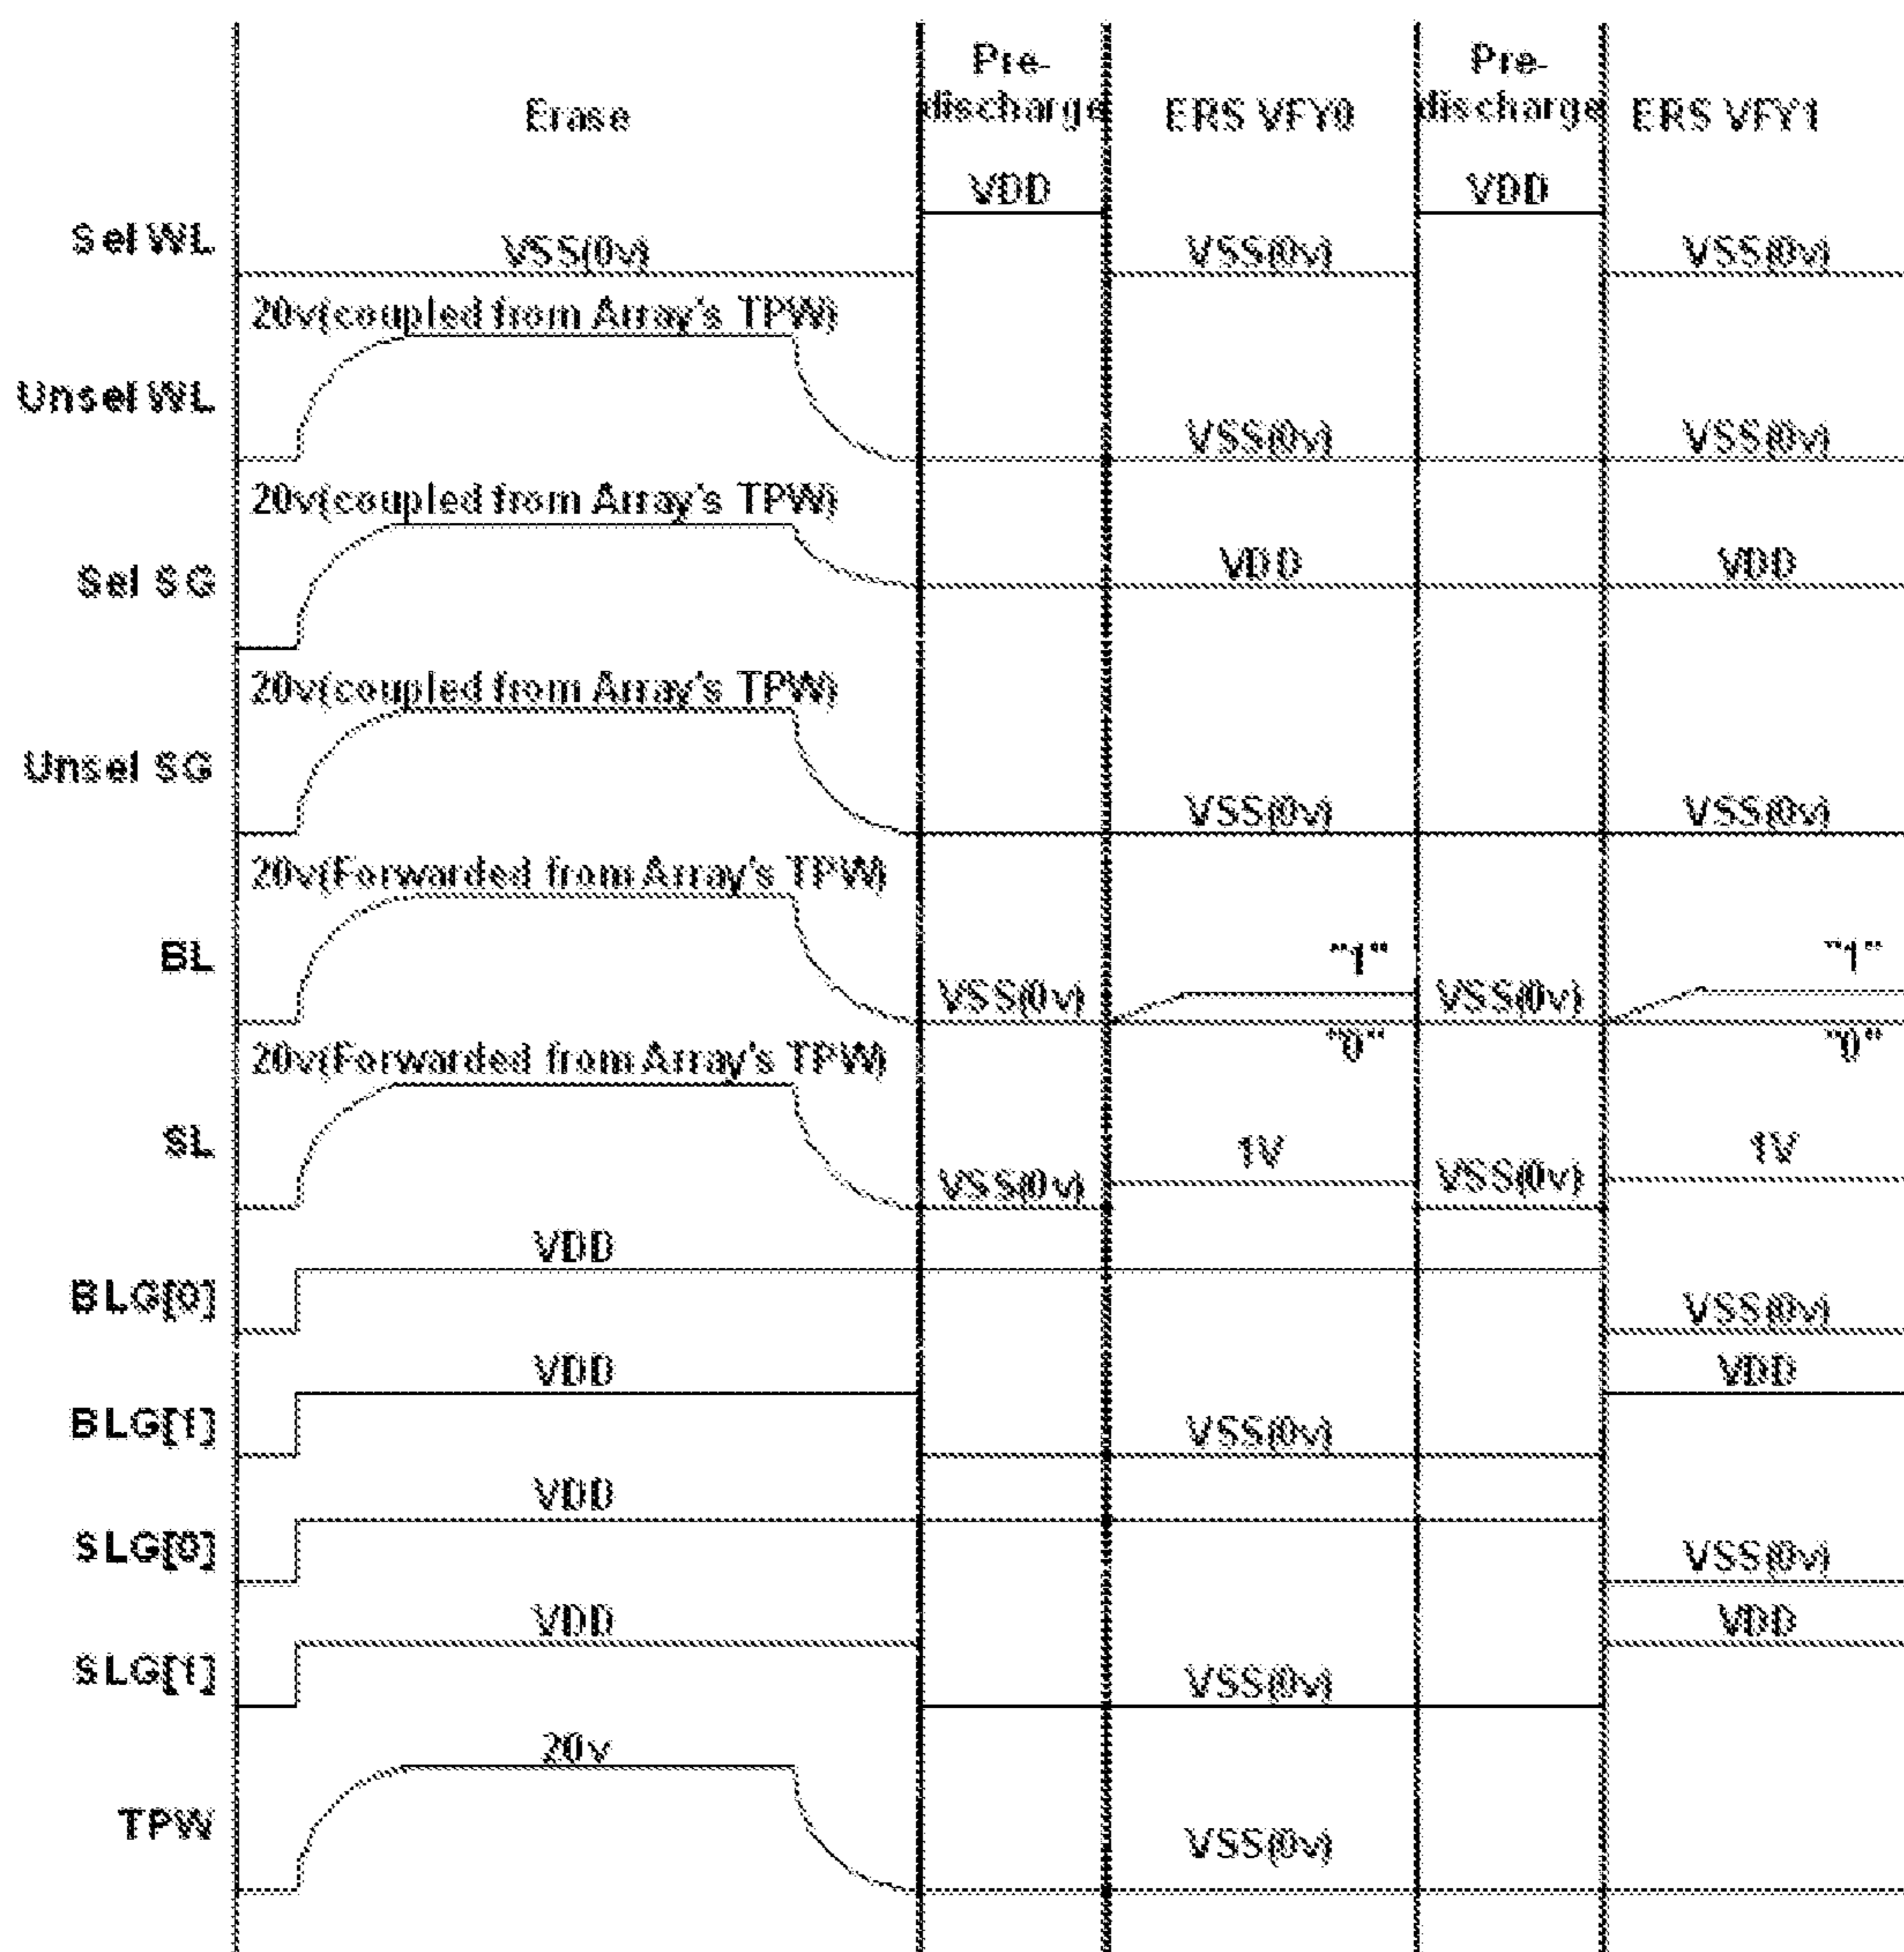 Pre-
discharge
Pre-
discharge
Erase
ERS VFY0
ERS VFY1
VDD
VDD
Sel WL
VSS(0v)
VSS(0v)
VSS(0v)
20v(coupled from Array's TPW)
Unsel WL
VSS(0v)
VSS(0v)
20v(coupled from Array's TPW)
Sel SG
VDD
VDD
20v(coupled from Array's TPW)
Unsel SG
VSS(0v)
VSS(0v)
20v(Forwarded from Array's TPW)
BL
VSS(0v)
"1"
"0"
VSS(0v)
"1"
"0"
20v(Forwarded from Array's TPW)
SL
VSS(0v)
1V
VSS(0v)
1V
VDD
BLG[0]
VSS(0v)
VDD
VDD
BLG[1]
VSS(0v)
VDD
SLG[0]
VSS(0v)
VDD
VDD
SLG[1]
VSS(0v)
20v
TPW
VSS(0v)